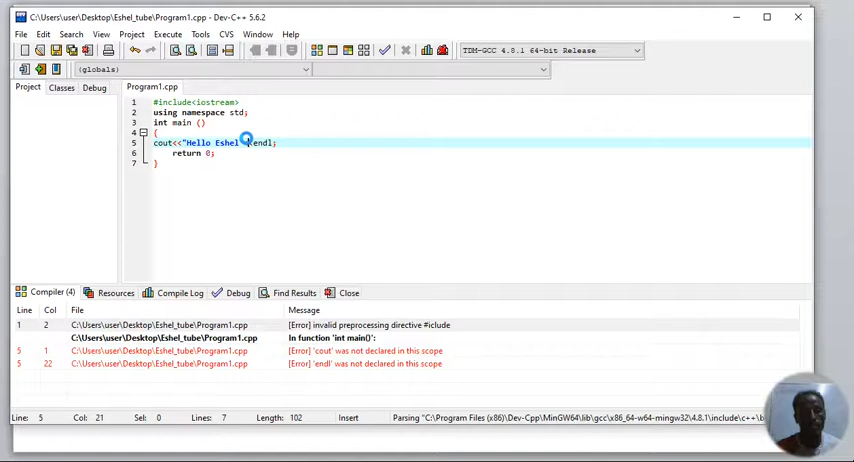 C:\Users\user\Desktop\Eshel_tube\Program1.cpp - Dev-C++ 5.6.2
File Edit Search View Project Execute Tools CVS Window Help
TDM-GCC 4.8.1 64-bit Release
(globals)
Project Classes Debug Program1.cpp
1 #include<iostream>
2 using namespace std;
3 int main ()
4 {
5 cout<<"Hello Eshel endl;
6 return 0;
7 }
Compiler (4) Resources Compile Log Debug Find Results Close
Line Col File Message
1 2 C:\Users\user\Desktop\Eshel_tube\Program1.cpp [Error] invalid preprocessing directive #iclude
C:\Users\user\Desktop\Eshel_tube\Program1.cpp In function 'int main()':
5 1 C:\Users\user\Desktop\Eshel_tube\Program1.cpp [Error] 'cout' was not declared in this scope
5 22 C:\Users\user\Desktop\Eshel_tube\Program1.cpp [Error] 'endl' was not declared in this scope
Line: 5 Col: 21 Sel: 0 Lines: 7 Length: 102 Insert Parsing "C:\Program Files (x86)\Dev-Cpp\MinGW64\lib\gcc\x86_64-w64-mingw32\4.8.1\include\c++\b